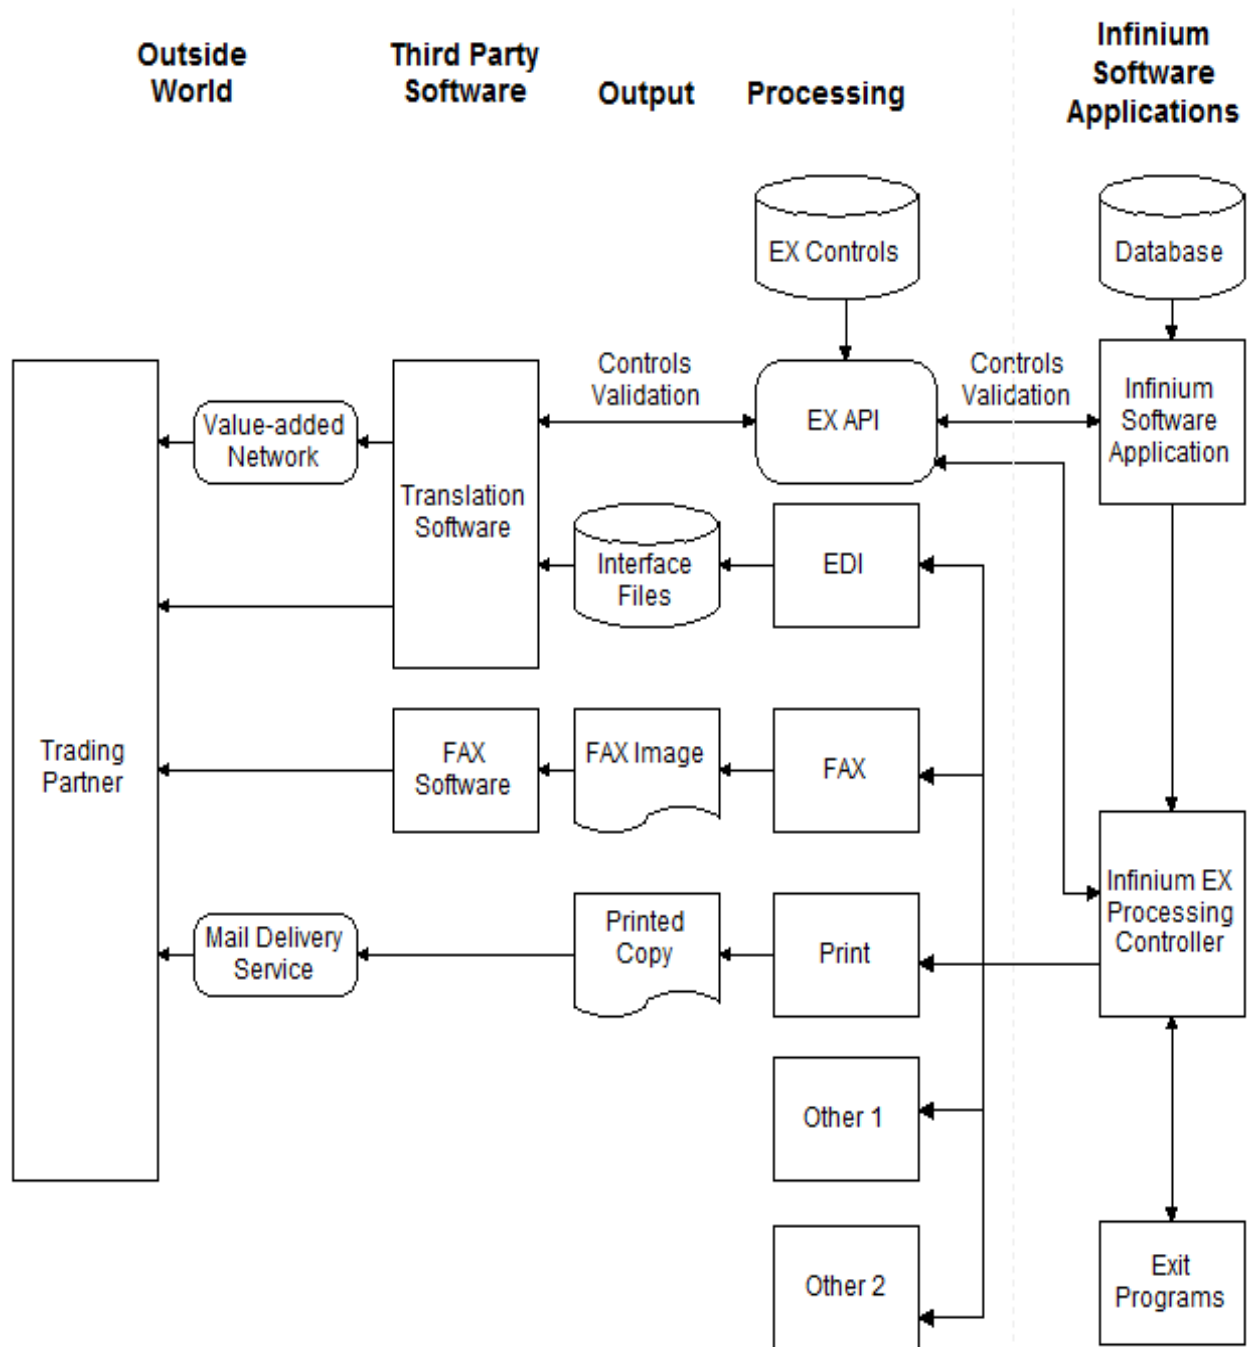 Outside
World
Third Party
Software
Output
Processing
Infinium
Software
Applications
EX Controls
Database
Controls
Validation
EX API
Controls
Validation
Infinium
Software
Application
Value-added
Network
Translation
Software
Interface
Files
EDI
Trading
Partner
FAX
Software
FAX Image
FAX
Infinium EX
Processing
Controller
Mail Delivery
Service
Printed
Copy
Print
Other 1
Other 2
Exit
Programs